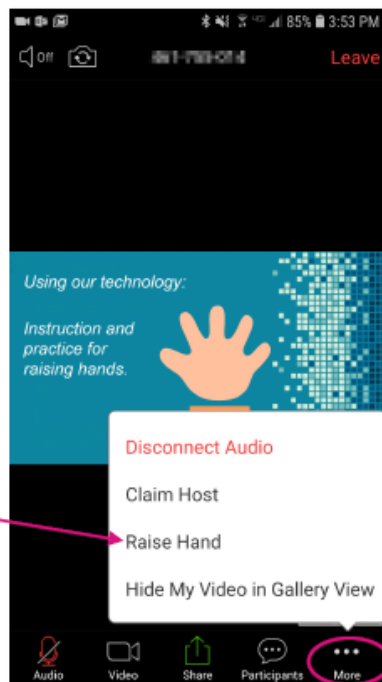 85% 3:53 PM
Off
Leave
Using our technology:
Instruction and
practice for
raising hands.
Disconnect Audio
Claim Host
Raise Hand
Hide My Video in Gallery View
Audio Video Share Participants More